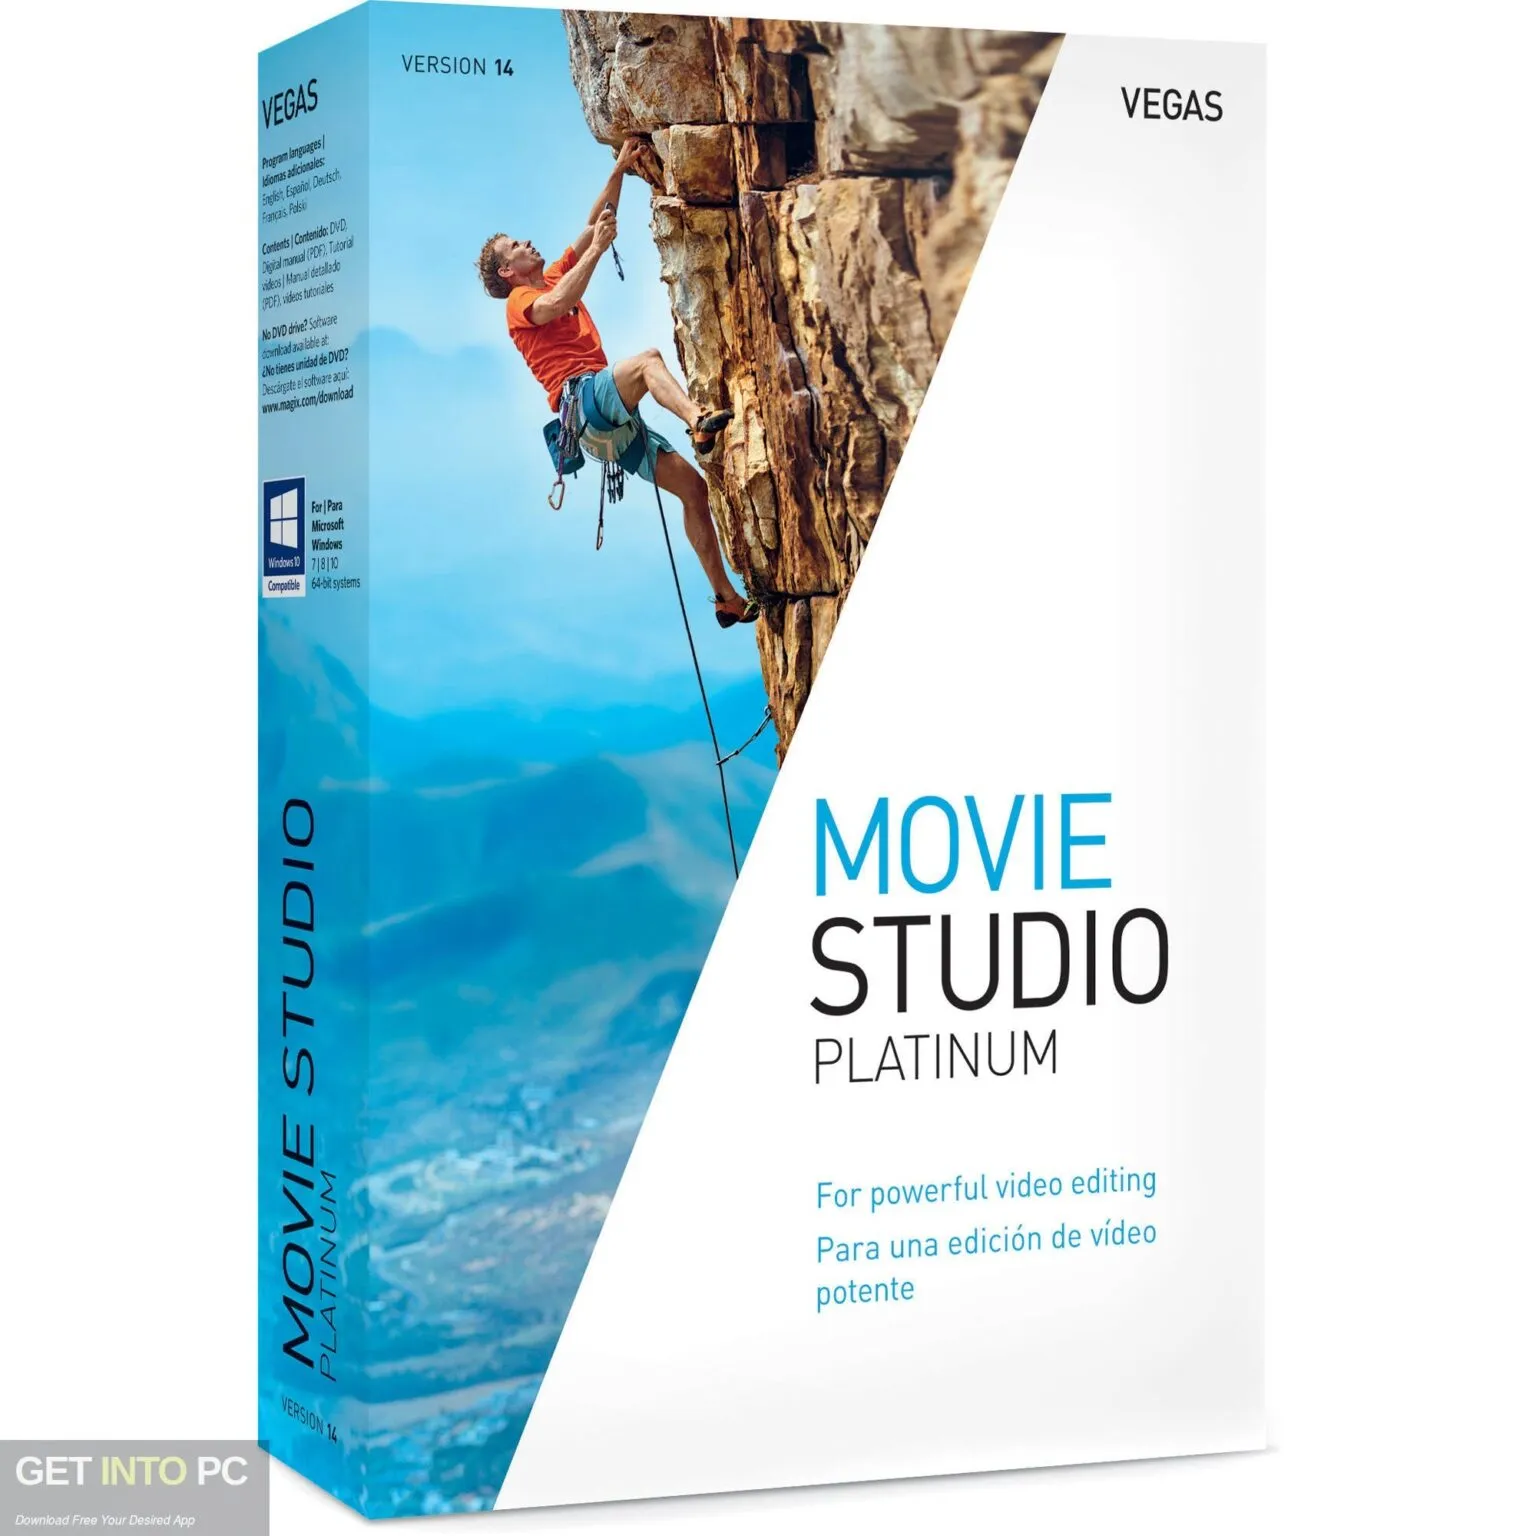 VERSION 14
VEGAS
MOVIE
STUDIO
PLATINUM
For powerful video editing
Para una edición de vídeo
potente
VEGAS
Program languages |
Idiomas adicionales:
English, Español, Deutsch,
Français, Polski
Contents | Contenido: DVD,
Digital manual (PDF), Tutorial
videos | Manual detallado
(PDF), vídeos tutoriales
No DVD drive? Software
download available at:
¿No tienes unidad de DVD?
Descárgate el software aquí:
www.magix.com/download
Windows 10
Compatible
For | Para
Microsoft
Windows
7 | 8 | 10
64-bit systems
MOVIE STUDIO
PLATINUM
VERSION 14
GET INTO PC
Download Free Your Desired App